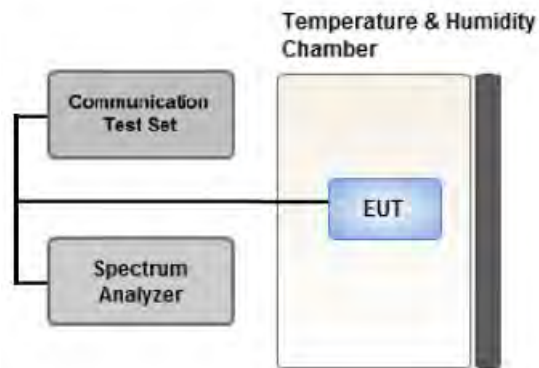 Temperature & Humidity
Chamber
Communication
Test Set
EUT
Spectrum
Analyzer